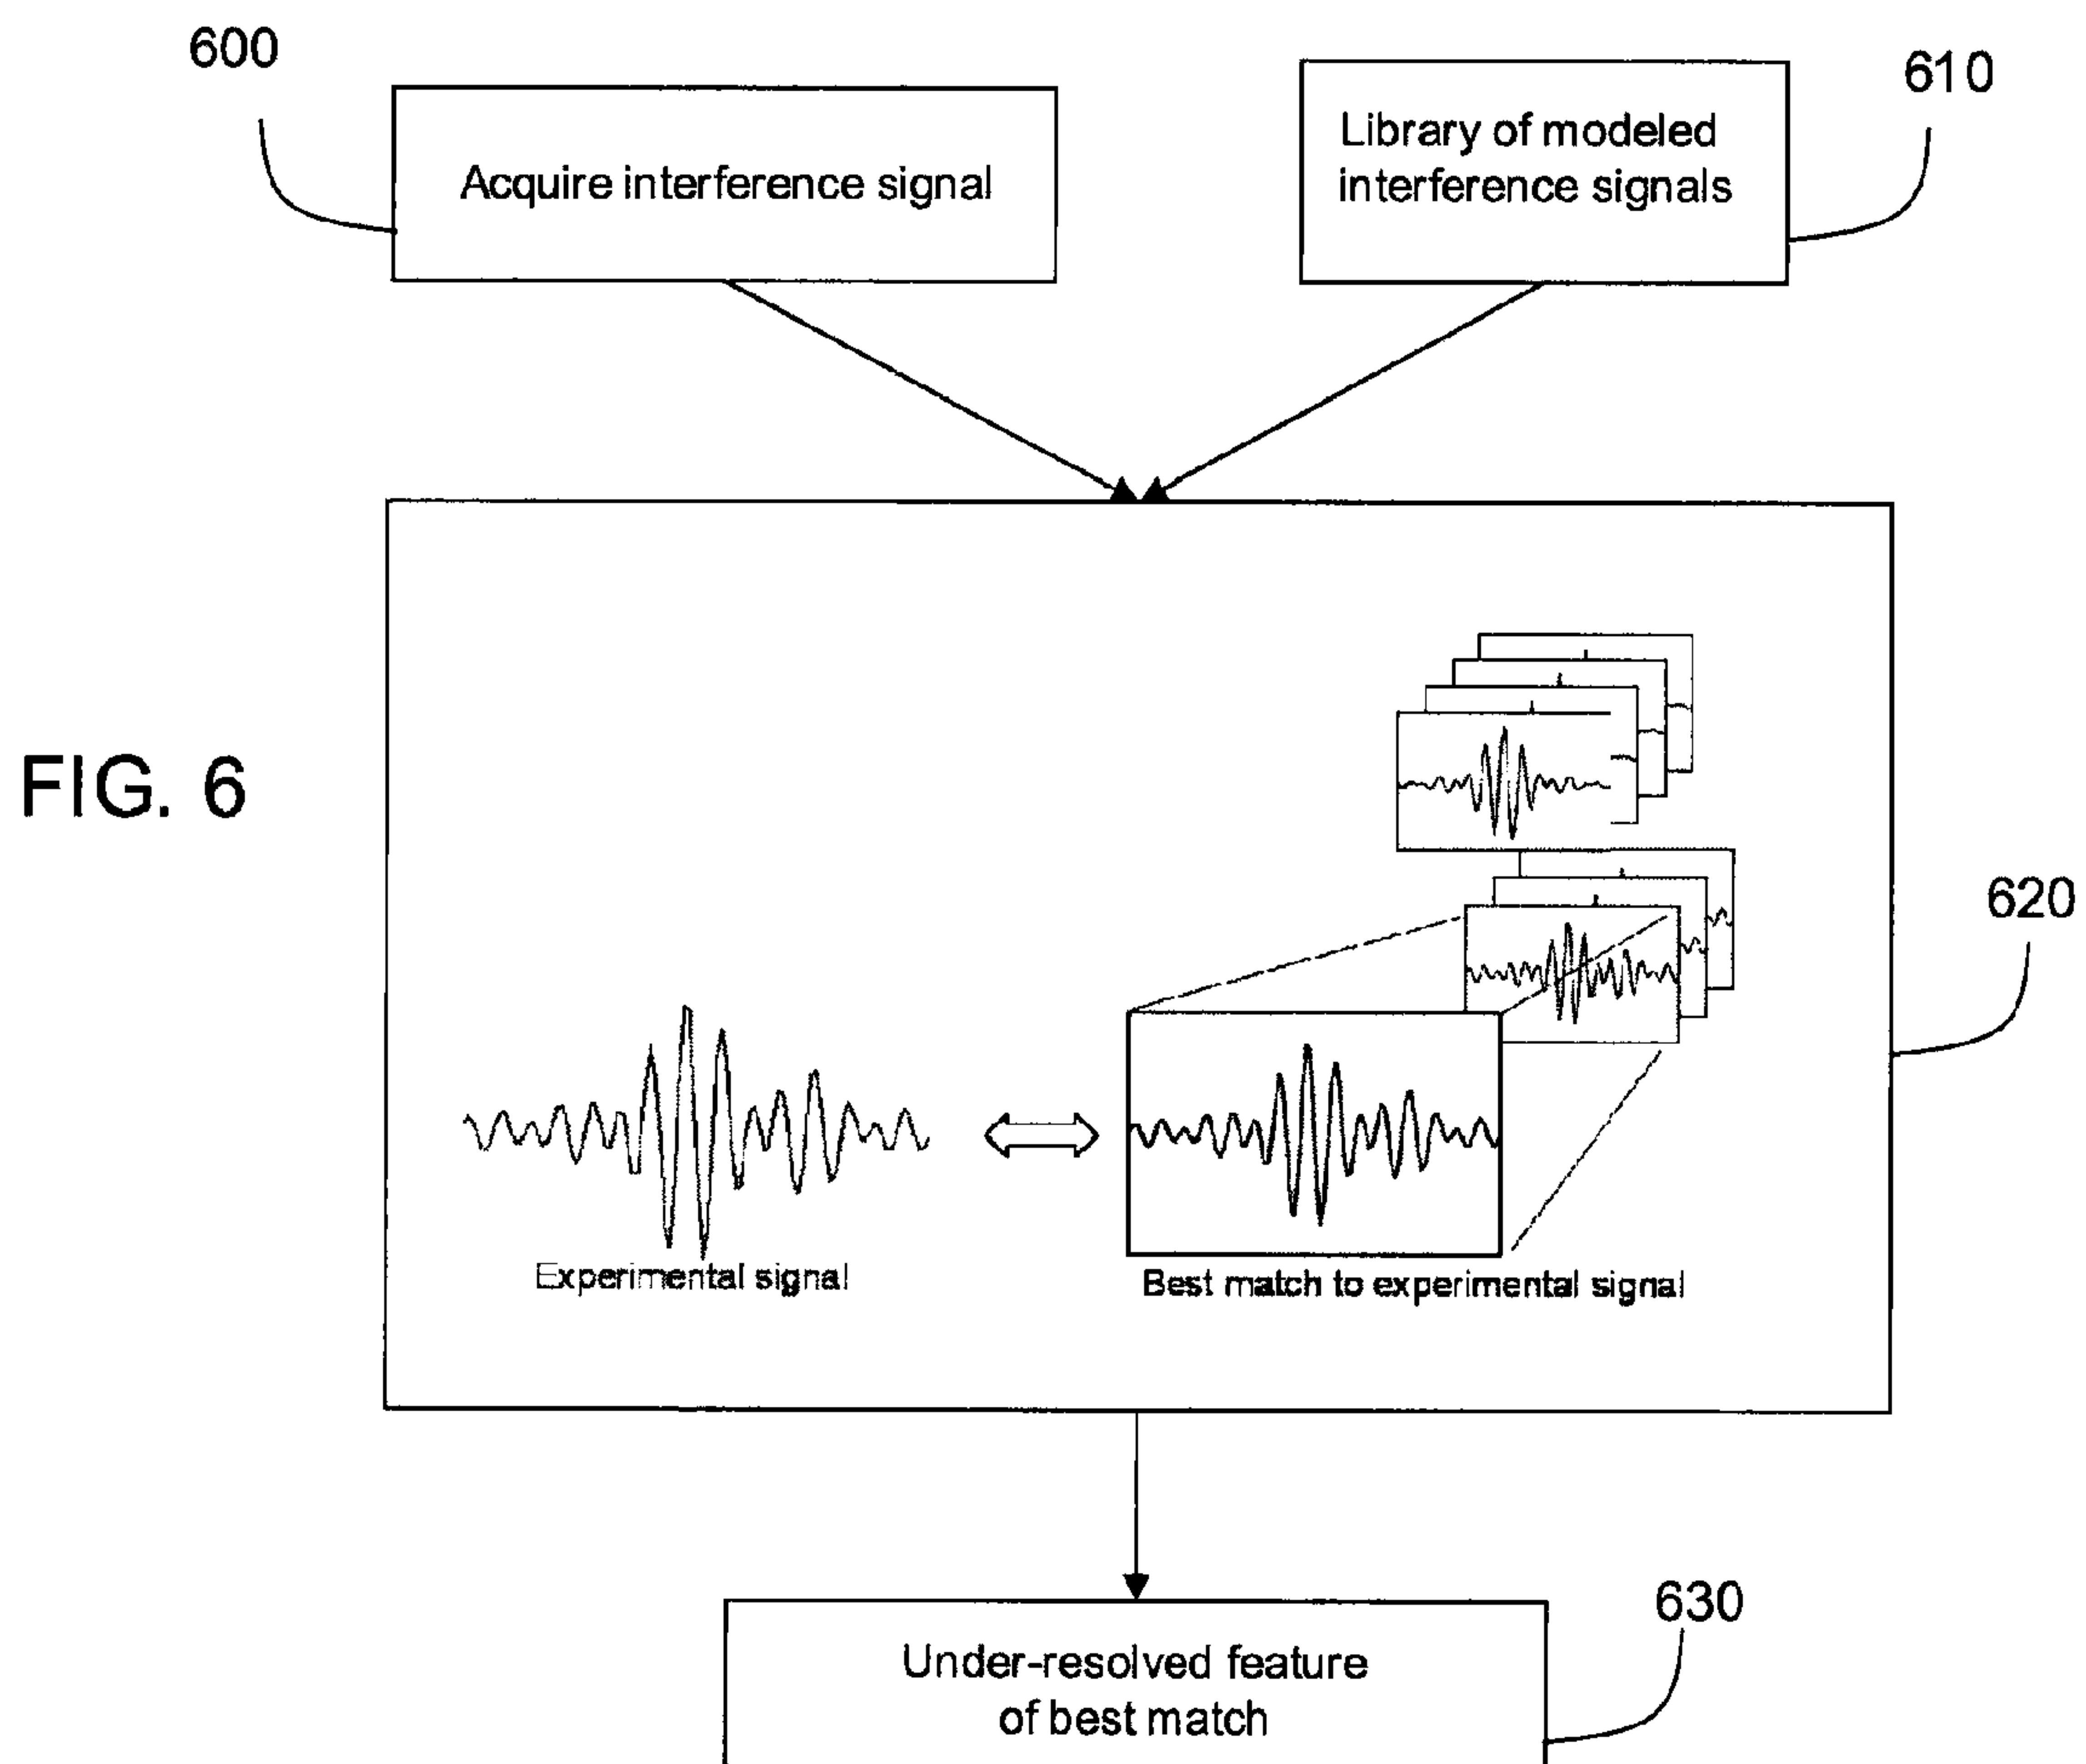 600
610
Acquire interference signal
Library of modeled
interference signals
FIG. 6
620
Experimental signal
Best match to experimental signal
630
Under-resolved feature
of best match